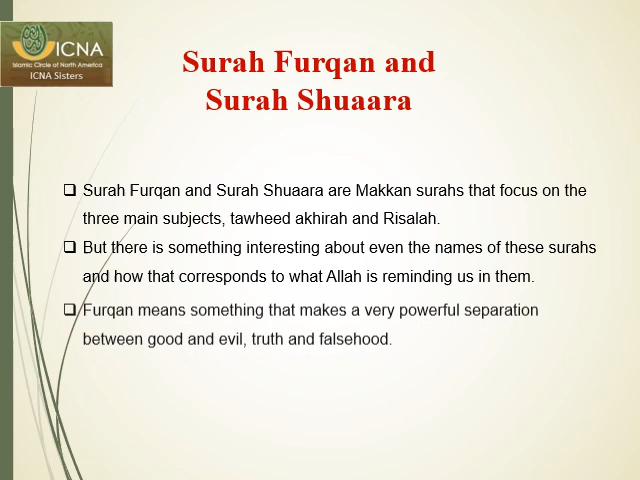 ICNA
Islamic Circle of North America
ICNA Sisters
Surah Furqan and
Surah Shuaara
❑ Surah Furqan and Surah Shuaara are Makkan surahs that focus on the
three main subjects, tawheed akhirah and Risalah.
❑ But there is something interesting about even the names of these surahs
and how that corresponds to what Allah is reminding us in them.
❑ Furqan means something that makes a very powerful separation
between good and evil, truth and falsehood.